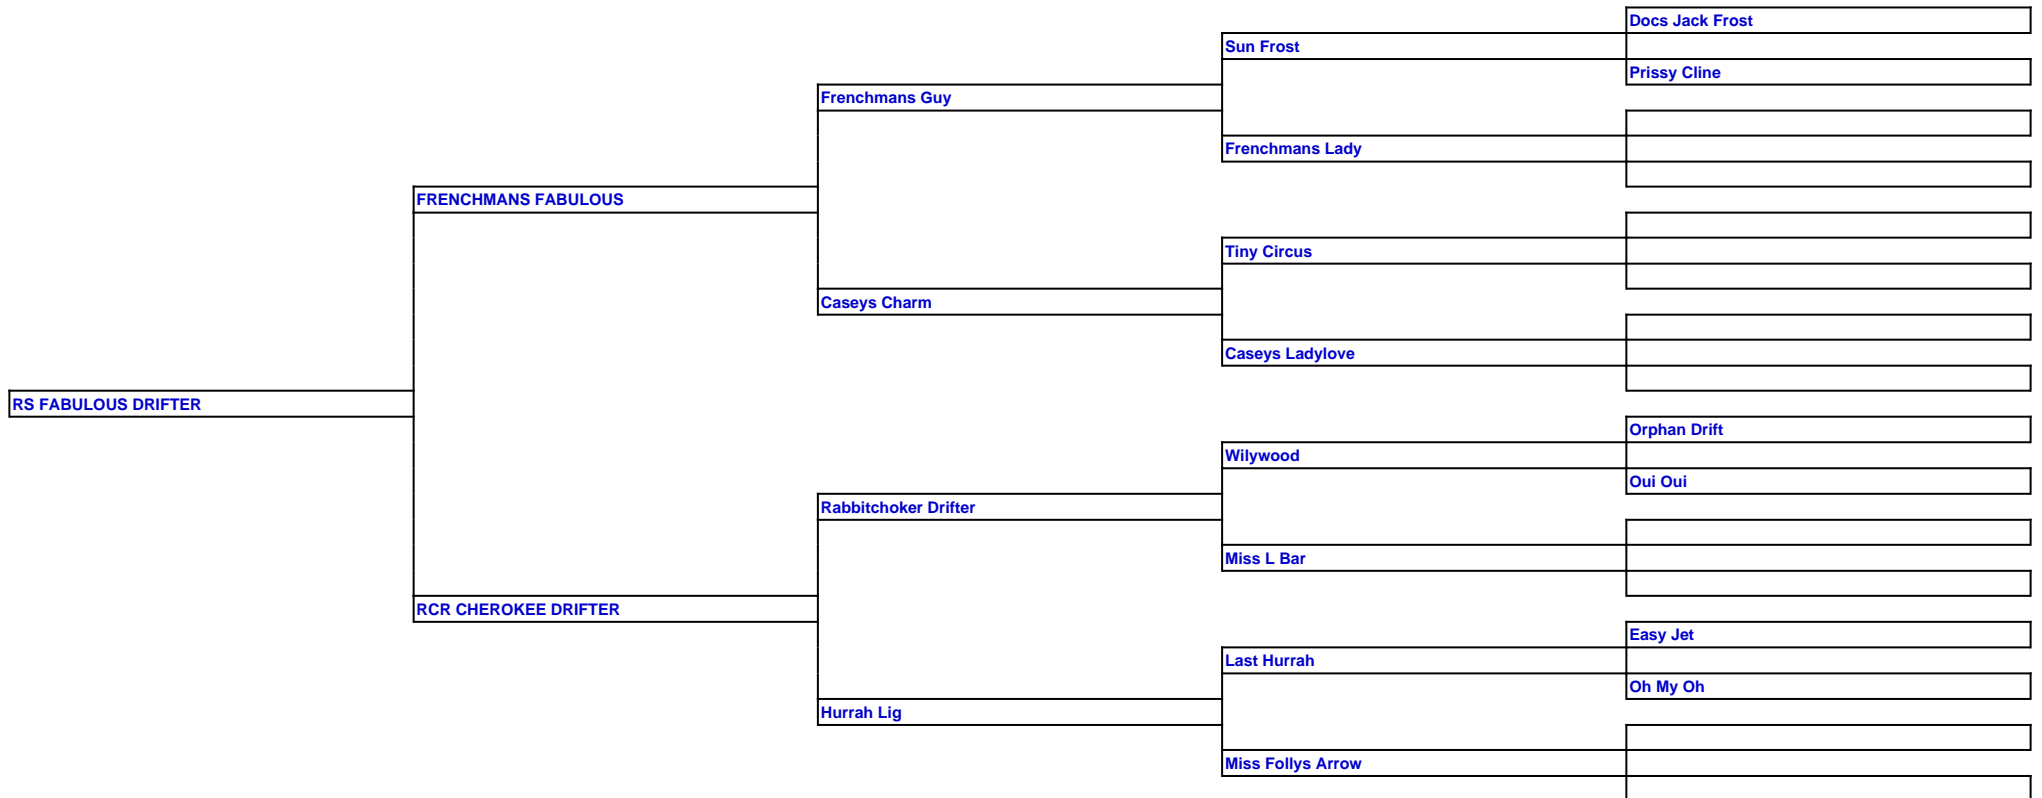 Docs Jack Frost
Sun Frost
Prissy Cline
Frenchmans Guy
Frenchmans Lady
FRENCHMANS FABULOUS
Tiny Circus
Caseys Charm
Caseys Ladylove
RS FABULOUS DRIFTER
Orphan Drift
Wilywood
Oui Oui
Rabbitchoker Drifter
Miss L Bar
RCR CHEROKEE DRIFTER
Easy Jet
Last Hurrah
Oh My Oh
Hurrah Lig
Miss Follys Arrow